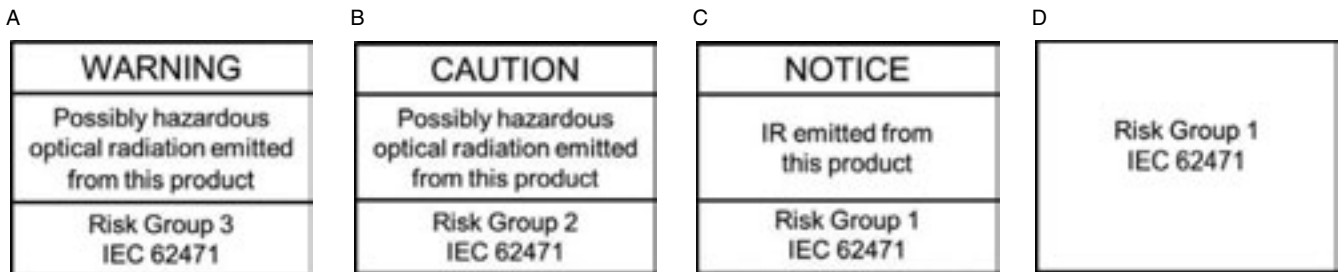 A
WARNING
Possibly hazardous
optical radiation emitted
from this product
Risk Group 3
IEC 62471
B
CAUTION
Possibly hazardous
optical radiation emitted
from this product
Risk Group 2
IEC 62471
C
NOTICE
IR emitted from
this product
Risk Group 1
IEC 62471
D
Risk Group 1
IEC 62471